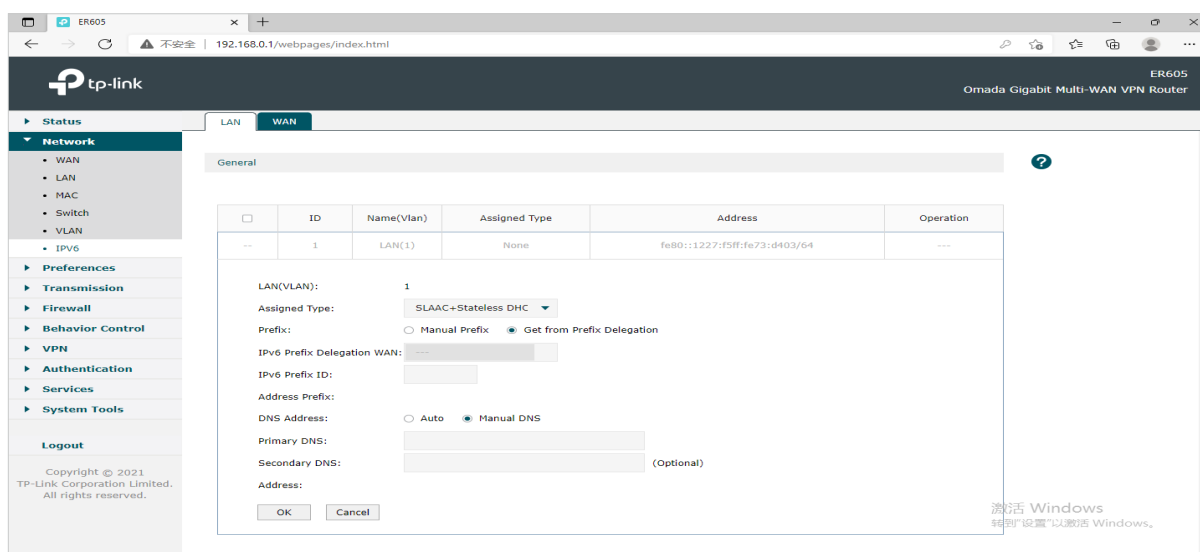 ER605
不安全 192.168.0.1/webpages/index.html
tp-link
ER605
Omada Gigabit Multi-WAN VPN Router
Status
Network
WAN
LAN
MAC
Switch
VLAN
IPV6
Preferences
Transmission
Firewall
Behavior Control
VPN
Authentication
Services
System Tools
Logout
Copyright © 2021
TP-Link Corporation Limited.
All rights reserved.
LAN WAN
General
ID Name(Vlan) Assigned Type Address Operation
-- 1 LAN(1) None fe80::1227:f5ff:fe73:d403/64 ---
LAN(VLAN): 1
Assigned Type: SLAAC+Stateless DHC
Prefix: Manual Prefix Get from Prefix Delegation
IPv6 Prefix Delegation WAN: ---
IPv6 Prefix ID:
Address Prefix:
DNS Address: Auto Manual DNS
Primary DNS:
Secondary DNS: (Optional)
Address:
OK Cancel
激活 Windows
转到"设置"以激活 Windows。